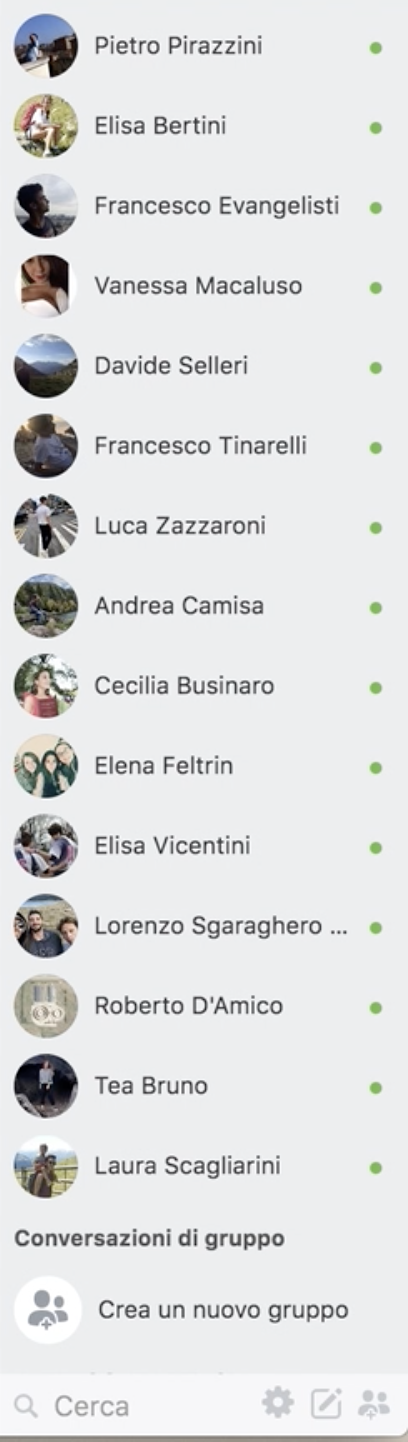 Pietro Pirazzini
Elisa Bertini
Francesco Evangelisti
Vanessa Macaluso
Davide Selleri
Francesco Tinarelli
Luca Zazzaroni
Andrea Camisa
Cecilia Businaro
Elena Feltrin
Elisa Vicentini
Lorenzo Sgaraghero ...
Roberto D'Amico
Tea Bruno
Laura Scagliarini
Conversazioni di gruppo
Crea un nuovo gruppo
Cerca